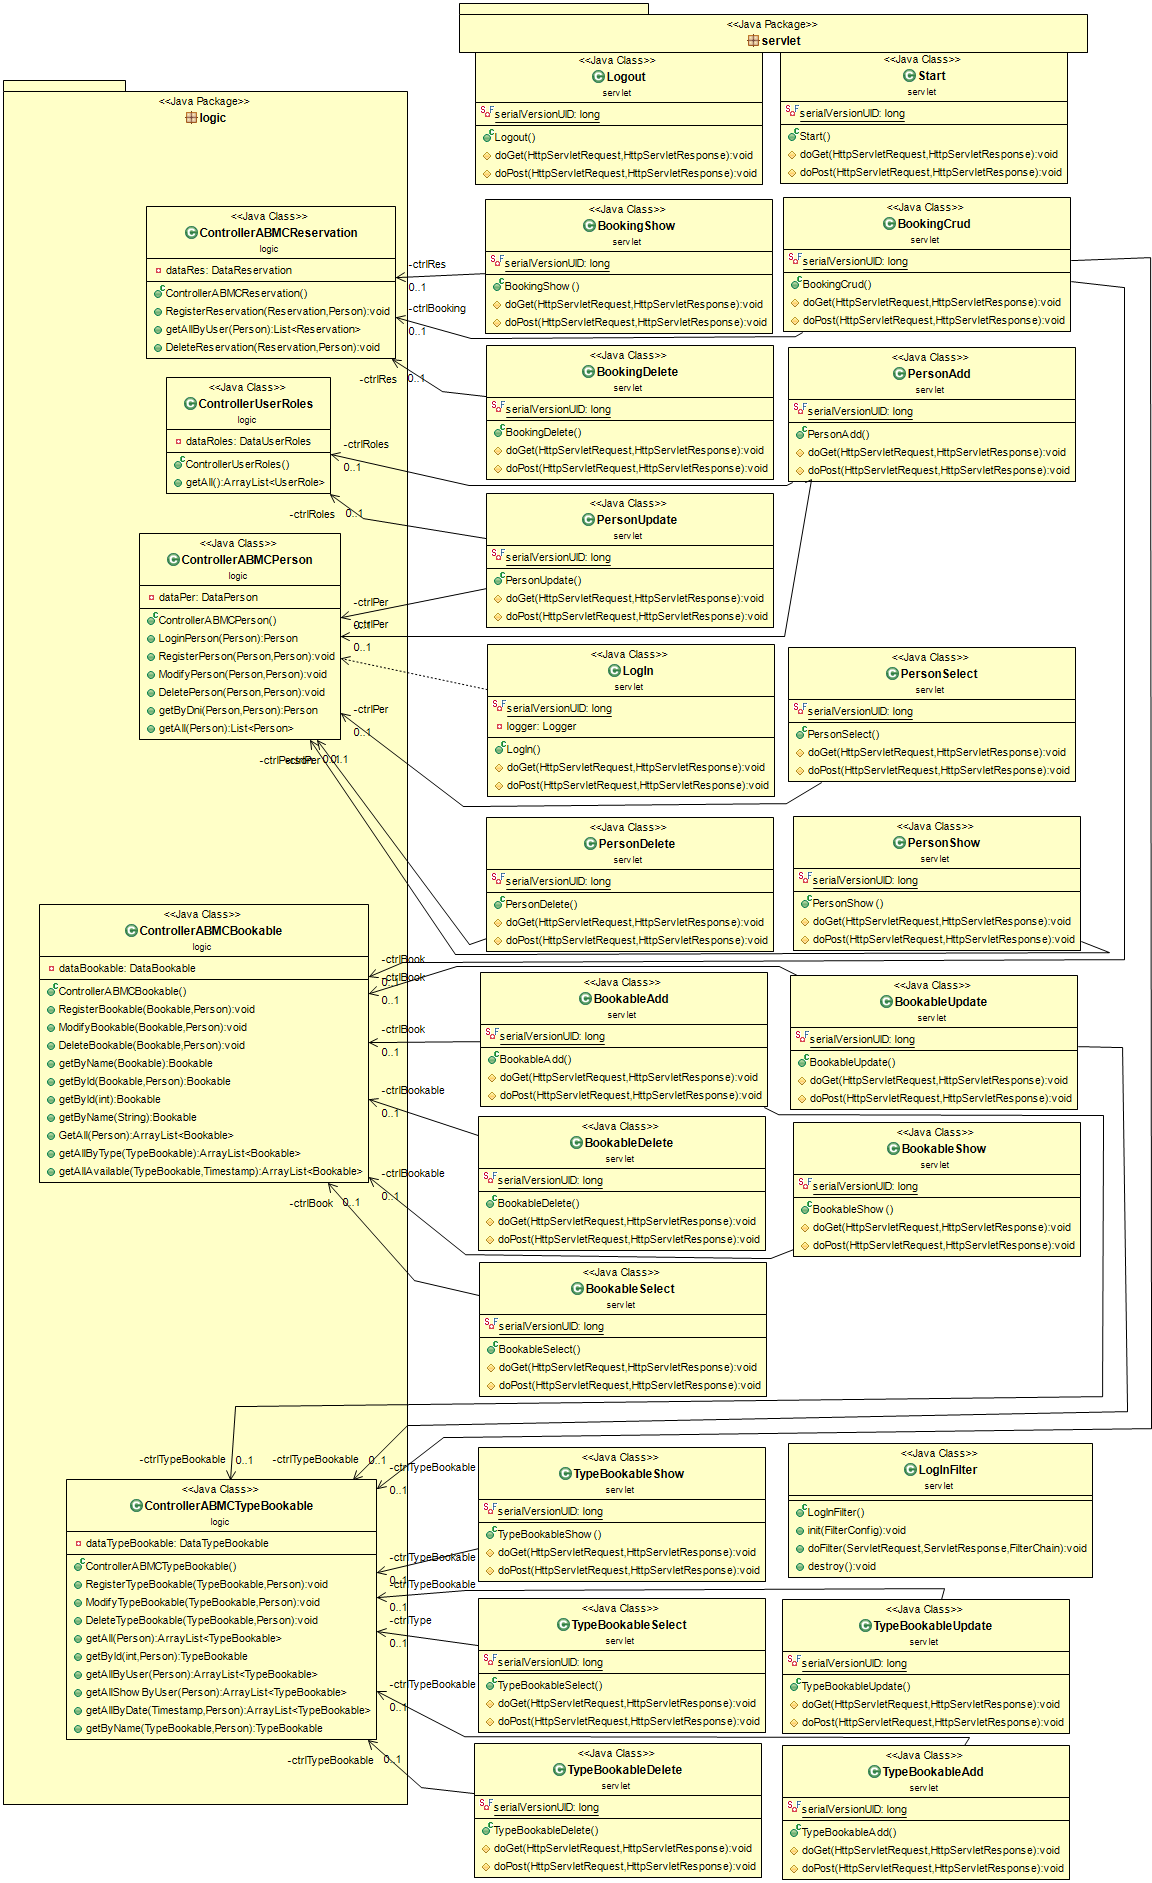 <<Java Package>>
servlet
<<Java Class>>
Logout
servlet
serialVersionUID: long
Logout()
doGet(HttpServletRequest,HttpServletResponse):void
doPost(HttpServletRequest,HttpServletResponse):void
<<Java Class>>
Start
servlet
serialVersionUID: long
Start()
doGet(HttpServletRequest,HttpServletResponse):void
doPost(HttpServletRequest,HttpServletResponse):void
<<Java Package>>
logic
<<Java Class>>
ControllerABMCReservation
logic
dataRes: DataReservation
ControllerABMCReservation()
RegisterReservation(Reservation,Person):void
getAllByUser(Person):List<Reservation>
DeleteReservation(Reservation,Person):void
-ctrlRes
0..1
-ctrlBooking
0..1
-ctrlRes
0..1
<<Java Class>>
BookingShow
servlet
serialVersionUID: long
BookingShow()
doGet(HttpServletRequest,HttpServletResponse):void
doPost(HttpServletRequest,HttpServletResponse):void
<<Java Class>>
BookingCrud
servlet
serialVersionUID: long
BookingCrud()
doGet(HttpServletRequest,HttpServletResponse):void
doPost(HttpServletRequest,HttpServletResponse):void
<<Java Class>>
ControllerUserRoles
logic
dataRoles: DataUserRoles
ControllerUserRoles()
getAll():ArrayList<UserRole>
-ctrlRoles
0..1
-ctrlRoles
0..1
<<Java Class>>
BookingDelete
servlet
serialVersionUID: long
BookingDelete()
doGet(HttpServletRequest,HttpServletResponse):void
doPost(HttpServletRequest,HttpServletResponse):void
<<Java Class>>
PersonAdd
servlet
serialVersionUID: long
PersonAdd()
doGet(HttpServletRequest,HttpServletResponse):void
doPost(HttpServletRequest,HttpServletResponse):void
<<Java Class>>
PersonUpdate
servlet
serialVersionUID: long
PersonUpdate()
doGet(HttpServletRequest,HttpServletResponse):void
doPost(HttpServletRequest,HttpServletResponse):void
<<Java Class>>
ControllerABMCPerson
logic
dataPer: DataPerson
ControllerABMCPerson()
LoginPerson(Person):Person
RegisterPerson(Person,Person):void
ModifyPerson(Person,Person):void
DeletePerson(Person,Person):void
getByDni(Person,Person):Person
getAll(Person):List<Person>
-ctrlPer
0..1
-ctrlPer
0..1
-ctrlPer
0..1
-ctrlPerson
-ctrlPer
0..1
0..1
<<Java Class>>
LogIn
servlet
serialVersionUID: long
logger: Logger
LogIn()
doGet(HttpServletRequest,HttpServletResponse):void
doPost(HttpServletRequest,HttpServletResponse):void
<<Java Class>>
PersonSelect
servlet
serialVersionUID: long
PersonSelect()
doGet(HttpServletRequest,HttpServletResponse):void
doPost(HttpServletRequest,HttpServletResponse):void
<<Java Class>>
PersonDelete
servlet
serialVersionUID: long
PersonDelete()
doGet(HttpServletRequest,HttpServletResponse):void
doPost(HttpServletRequest,HttpServletResponse):void
<<Java Class>>
PersonShow
servlet
serialVersionUID: long
PersonShow()
doGet(HttpServletRequest,HttpServletResponse):void
doPost(HttpServletRequest,HttpServletResponse):void
<<Java Class>>
ControllerABMCBookable
logic
dataBookable: DataBookable
ControllerABMCBookable()
RegisterBookable(Bookable,Person):void
ModifyBookable(Bookable,Person):void
DeleteBookable(Bookable,Person):void
getByName(Bookable):Bookable
getById(Bookable,Person):Bookable
getById(int):Bookable
getByName(String):Bookable
GetAll(Person):ArrayList<Bookable>
getAllByType(TypeBookable):ArrayList<Bookable>
getAllAvailable(TypeBookable,Timestamp):ArrayList<Bookable>
-ctrlBook
0..1
-ctrlBook
0..1
-ctrlBook
0..1
-ctrlBookable
0..1
-ctrlBookable
0..1
-ctrlBook
0..1
<<Java Class>>
BookableAdd
servlet
serialVersionUID: long
BookableAdd()
doGet(HttpServletRequest,HttpServletResponse):void
doPost(HttpServletRequest,HttpServletResponse):void
<<Java Class>>
BookableUpdate
servlet
serialVersionUID: long
BookableUpdate()
doGet(HttpServletRequest,HttpServletResponse):void
doPost(HttpServletRequest,HttpServletResponse):void
<<Java Class>>
BookableDelete
servlet
serialVersionUID: long
BookableDelete()
doGet(HttpServletRequest,HttpServletResponse):void
doPost(HttpServletRequest,HttpServletResponse):void
<<Java Class>>
BookableShow
servlet
serialVersionUID: long
BookableShow()
doGet(HttpServletRequest,HttpServletResponse):void
doPost(HttpServletRequest,HttpServletResponse):void
<<Java Class>>
BookableSelect
servlet
serialVersionUID: long
BookableSelect()
doGet(HttpServletRequest,HttpServletResponse):void
doPost(HttpServletRequest,HttpServletResponse):void
-ctrlTypeBookable
0..1
-ctrlTypeBookable
0..1
-ctrlTypeBookable
0..1
<<Java Class>>
ControllerABMCTypeBookable
logic
dataTypeBookable: DataTypeBookable
ControllerABMCTypeBookable()
RegisterTypeBookable(TypeBookable,Person):void
ModifyTypeBookable(TypeBookable,Person):void
DeleteTypeBookable(TypeBookable,Person):void
getAll(Person):ArrayList<TypeBookable>
getById(int,Person):TypeBookable
getAllByUser(Person):ArrayList<TypeBookable>
getAllShowByUser(Person):ArrayList<TypeBookable>
getAllByDate(Timestamp,Person):ArrayList<TypeBookable>
getByName(TypeBookable,Person):TypeBookable
-ctrlTypeBookable
0..1
-ctrlTypeBookable
0..1
-ctrlType
0..1
-ctrlTypeBookable
0..1
-ctrlTypeBookable
0..1
<<Java Class>>
TypeBookableShow
servlet
serialVersionUID: long
TypeBookableShow()
doGet(HttpServletRequest,HttpServletResponse):void
doPost(HttpServletRequest,HttpServletResponse):void
<<Java Class>>
LogInFilter
servlet
LogInFilter()
init(FilterConfig):void
doFilter(ServletRequest,ServletResponse,FilterChain):void
destroy():void
<<Java Class>>
TypeBookableSelect
servlet
serialVersionUID: long
TypeBookableSelect()
doGet(HttpServletRequest,HttpServletResponse):void
doPost(HttpServletRequest,HttpServletResponse):void
<<Java Class>>
TypeBookableUpdate
servlet
serialVersionUID: long
TypeBookableUpdate()
doGet(HttpServletRequest,HttpServletResponse):void
doPost(HttpServletRequest,HttpServletResponse):void
<<Java Class>>
TypeBookableDelete
servlet
serialVersionUID: long
TypeBookableDelete()
doGet(HttpServletRequest,HttpServletResponse):void
doPost(HttpServletRequest,HttpServletResponse):void
<<Java Class>>
TypeBookableAdd
servlet
serialVersionUID: long
TypeBookableAdd()
doGet(HttpServletRequest,HttpServletResponse):void
doPost(HttpServletRequest,HttpServletResponse):void